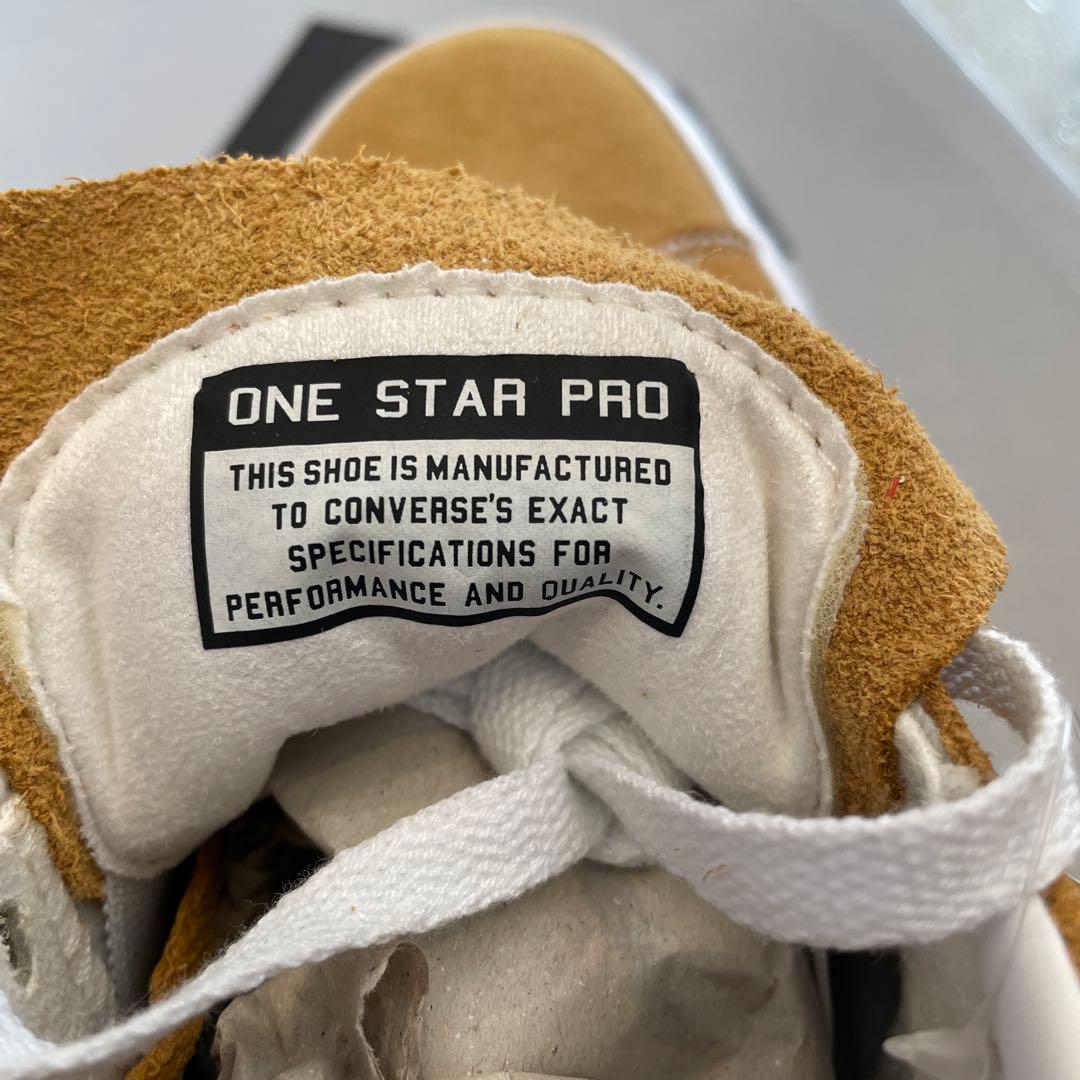 ONE STAR PRO
THIS SHOE IS MANUFACTURED
TO CONVERSE'S EXACT
SPECIFICATIONS FOR
PERFORMANCE AND QUALITY.